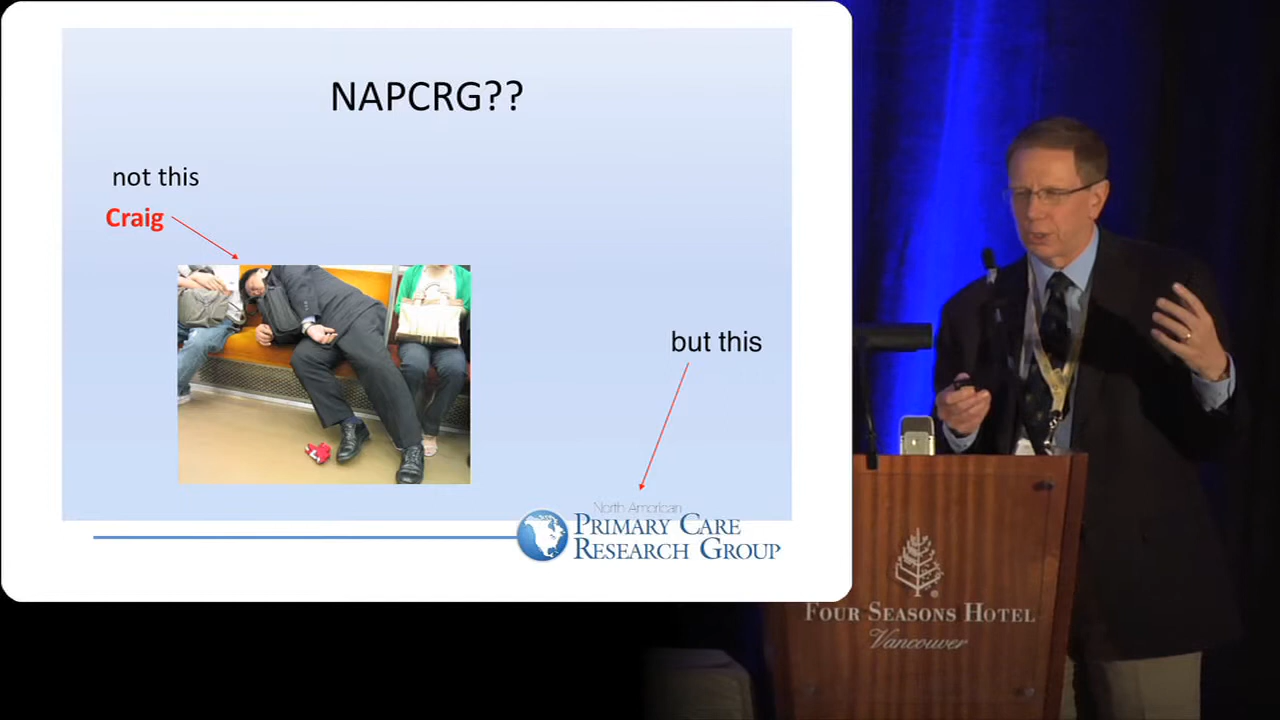 NAPCRG??
not this
Craig
but this
North American
PRIMARY CARE
RESEARCH GROUP
FOUR SEASONS HOTEL
Vancouver